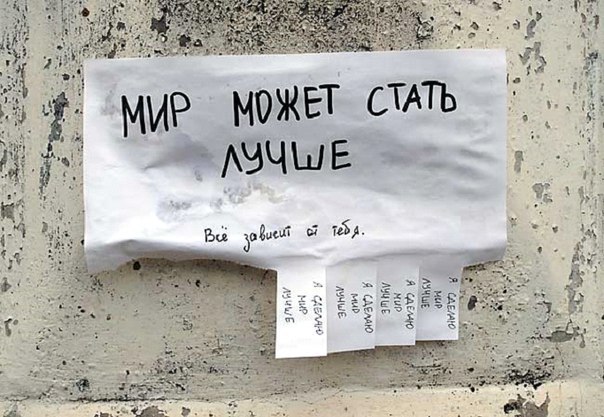 МИР МОЖЕТ СТАТЬ
ЛУЧШЕ
Всё зависит от тебя.
Я СДЕЛАЮ
МИР
ЛУЧШЕ
Я СДЕЛАЮ
МИР
ЛУЧШЕ
Я СДЕЛАЮ
МИР
ЛУЧШЕ
Я СДЕЛАЮ
МИР
ЛУЧШЕ